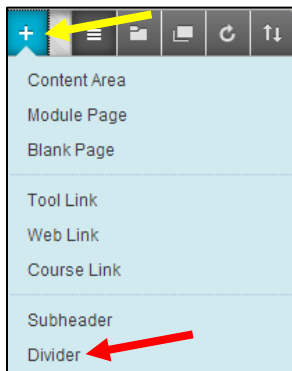 Content Area
Module Page
Blank Page
Tool Link
Web Link
Course Link
Subheader
Divider